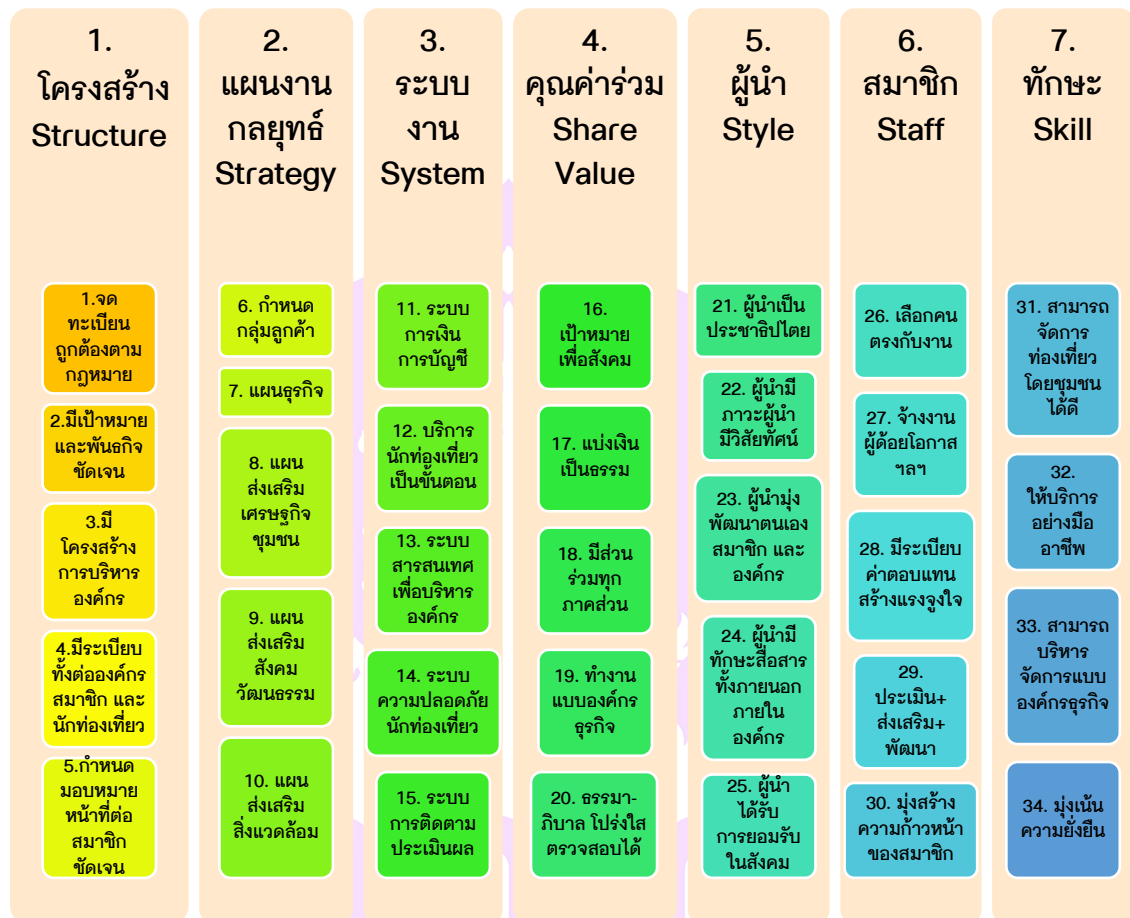 1.
โครงสร้าง
Structure
1.จด
ทะเบียน
ถูกต้องตาม
กฎหมาย
2.มีเป้าหมาย
และพันธกิจ
ชัดเจน
3.มี
โครงสร้าง
การบริหาร
องค์กร
4.มีระเบียบ
ทั้งต่อองค์กร
สมาชิก และ
นักท่องเที่ยว
5.กำหนด
มอบหมาย
หน้าที่ต่อ
สมาชิก
ชัดเจน
2.
แผนงาน
กลยุทธ์
Strategy
6. กำหนด
กลุ่มลูกค้า
7. แผนธุรกิจ
8. แผน
ส่งเสริม
เศรษฐกิจ
ชุมชน
9. แผน
ส่งเสริม
สังคม
วัฒนธรรม
10. แผน
ส่งเสริม
สิ่งแวดล้อม
3.
ระบบ
งาน
System
11. ระบบ
การเงิน
การบัญชี
12. บริการ
นักท่องเที่ยว
เป็นขั้นตอน
13. ระบบ
สารสนเทศ
เพื่อบริหาร
องค์กร
14. ระบบ
ความปลอดภัย
นักท่องเที่ยว
15. ระบบ
การติดตาม
ประเมินผล
4.
คุณค่าร่วม
Share
Value
16.
เป้าหมาย
เพื่อสังคม
17. แบ่งเงิน
เป็นธรรม
18. มีส่วน
ร่วมทุก
ภาคส่วน
19. ทำงาน
แบบองค์กร
ธุรกิจ
20. ธรรมา-
ภิบาล โปร่งใส
ตรวจสอบได้
5.
ผู้นำ
Style
21. ผู้นำเป็น
ประชาธิปไตย
22. ผู้นำมี
ภาวะผู้นำ
มีวิสัยทัศน์
23. ผู้นำมุ่ง
พัฒนาตนเอง
สมาชิก และ
องค์กร
24. ผู้นำมี
ทักษะสื่อสาร
ทั้งภายนอก
ภายใน
องค์กร
25. ผู้นำ
ได้รับ
การยอมรับ
ในสังคม
6.
สมาชิก
Staff
26. เลือกคน
ตรงกับงาน
27. จ้างงาน
ผู้ด้อยโอกาส
ฯลฯ
28. มีระเบียบ
ค่าตอบแทน
สร้างแรงจูงใจ
29.
ประเมิน+
ส่งเสริม+
พัฒนา
30. มุ่งสร้าง
ความก้าวหน้า
ของสมาชิก
7.
ทักษะ
Skill
31. สามารถ
จัดการ
ท่องเที่ยว
โดยชุมชน
ได้ดี
32.
ให้บริการ
อย่างมือ
อาชีพ
33. สามารถ
บริหาร
จัดการแบบ
องค์กรธุรกิจ
34. มุ่งเน้น
ความยั่งยืน